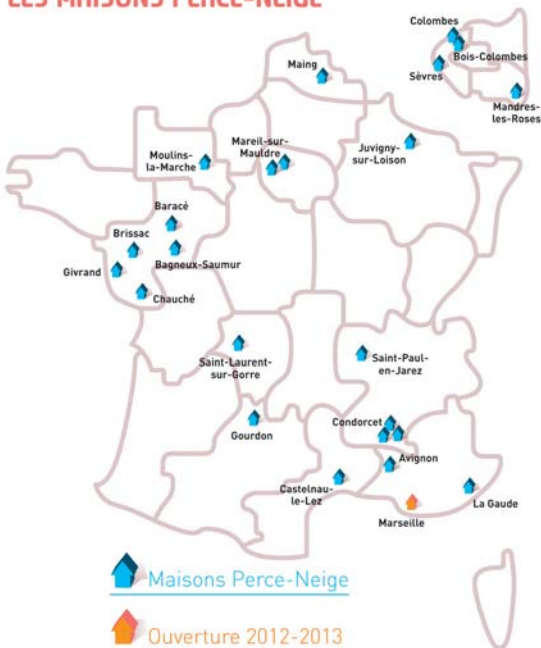 LES MAISONS PERCE-NEIGE
Colombes
Bois-Colombes
Sèvres
Mandres-
les-Roses
Maing
Mareil-sur-
Mauldre
Juvigny-
sur-Loison
Moulins-
la-Marche
Baracé
Brissac
Bagneux-Saumur
Givrand
Chauché
Saint-Laurent-
sur-Gorre
Saint-Paul-
en-Jarez
Gourdon
Condorcet
Avignon
Castelnau-
le-Lez
La Gaude
Marseille
Maisons Perce-Neige
Ouverture 2012-2013